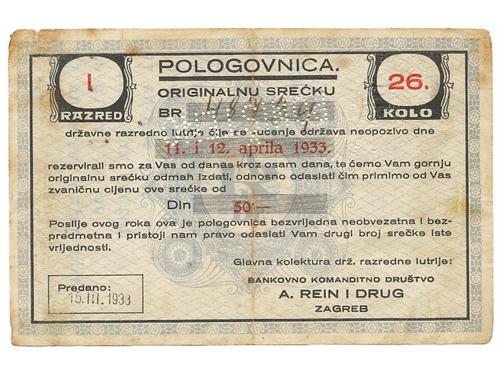 I
RAZRED
POLOGOVNICA.
26.
KOLO
ORIGINALNU SREĆKU
BR
državne razredno lutrije čije se vucenje održava neopozivo dne
11. i 12. aprila 1933.
rezervirali smo za Vas od danas kroz osam dana, te ćemo Vam gornju
originalnu srećku odmah izdati, odnosno odaslati čim primimo od Vas
zvaničnu cijenu ove srećke od
Din 50·—
Poslije ovog roka ova je pologovnica bezvrijedna neobvezatna i bez-
predmetna i pristoji nam pravo odaslati Vam drugi broj srećke iste
vrijednosti.
Glavna kolektura drž. razredne lutrije:
BANKOVNO KOMANDITNO DRUŠTVO
A. REIN I DRUG
ZAGREB
Predano:
15.III.1933